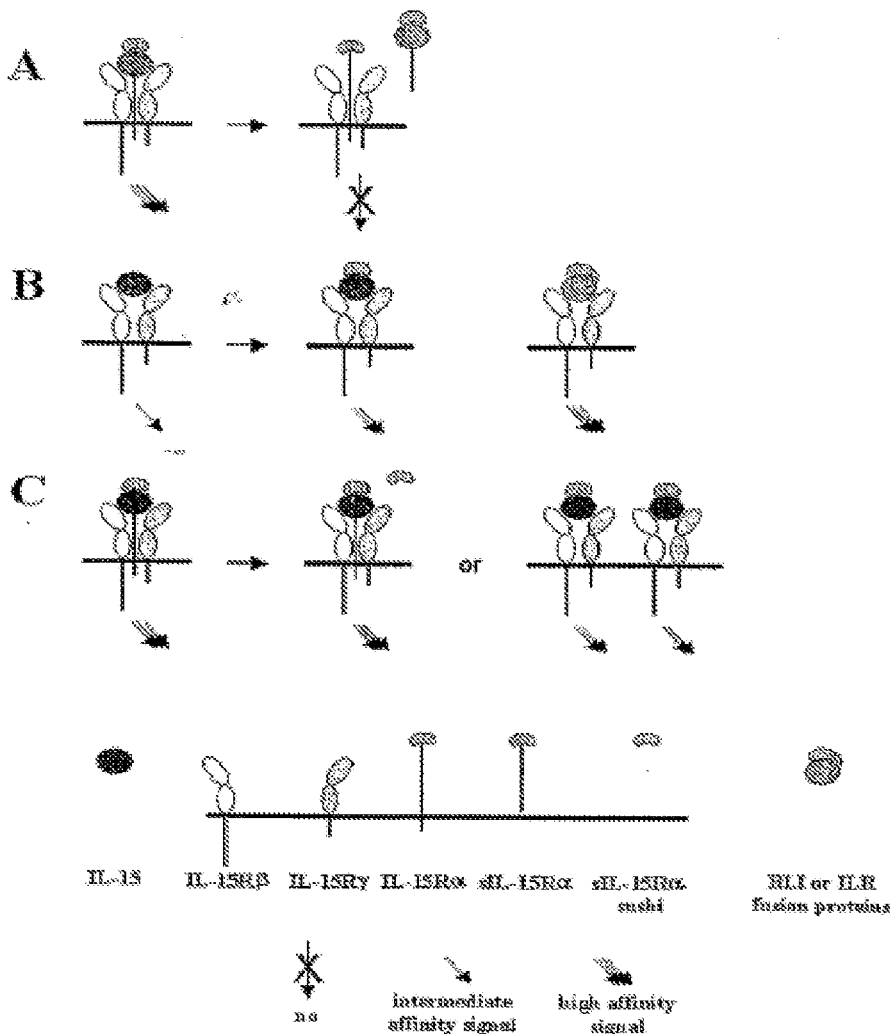 A
B
C
or
IL-15
IL-15Rβ
IL-15Rγ
IL-15Rα
sIL-15Rα
sIL-15Rα
sushi
RLI or ILR
fusion proteins
no
intermediate
affinity signal
high affinity
signal